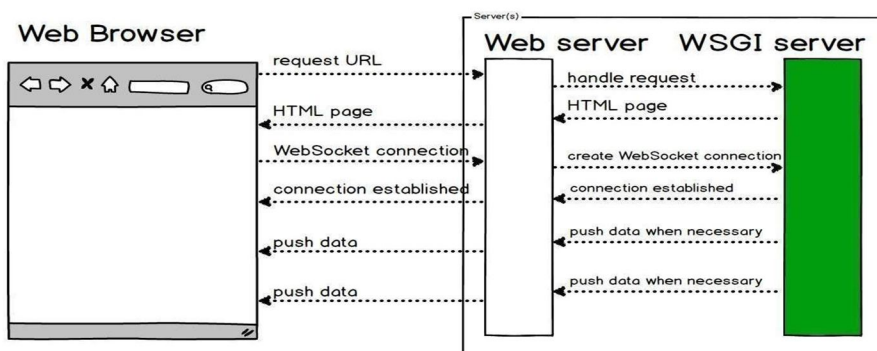 Server(s)
Web Browser
Web server
WSGI server
request URL
handle request
HTML page
HTML page
WebSocket connection
create WebSocket connection
connection established
connection established
push data when necessary
push data
push data when necessary
push data